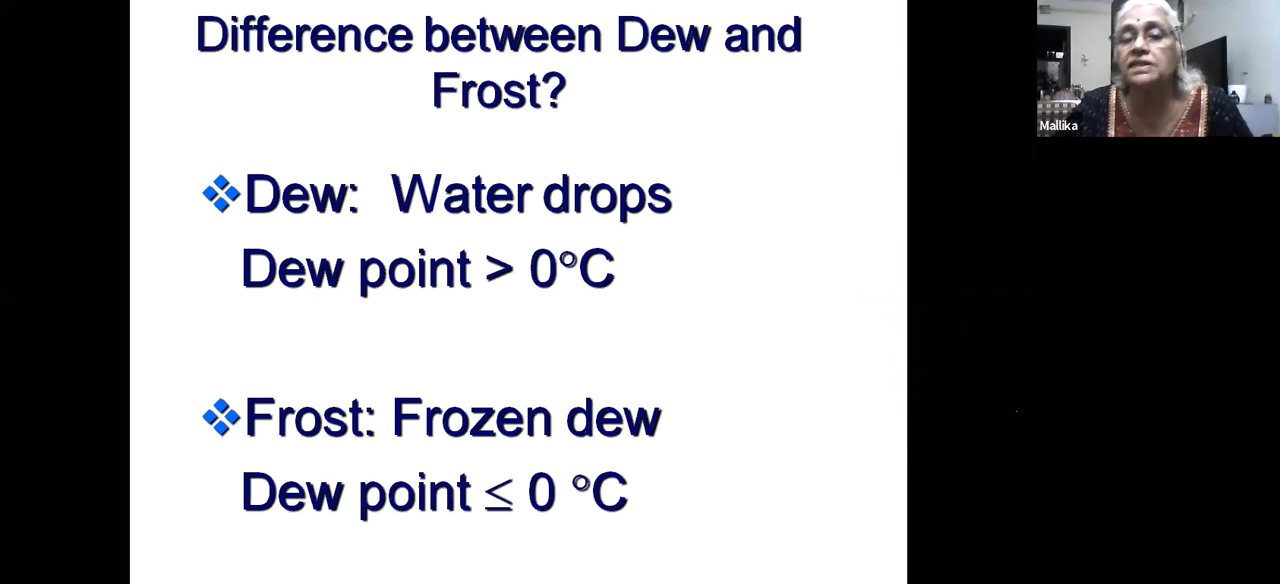 Difference between Dew and
Frost?
Dew: Water drops
Dew point > 0°C
Frost: Frozen dew
Dew point ≤ 0 °C
Mallika